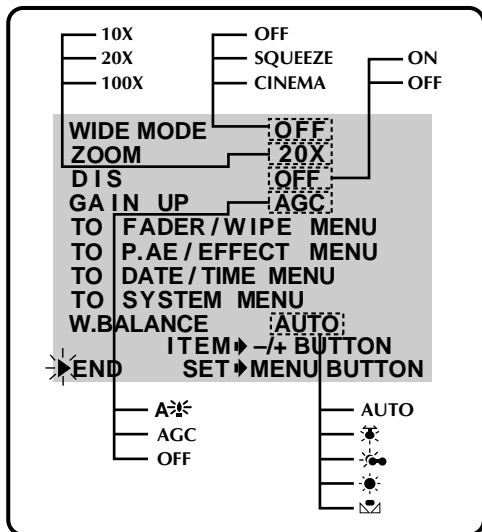 10X
20X
100X
OFF
SQUEEZE
CINEMA
ON
OFF
WIDE MODE OFF
ZOOM 20X
DIS OFF
GAIN UP AGC
TO FADER/WIPE MENU
TO P.AE/EFFECT MENU
TO DATE/TIME MENU
TO SYSTEM MENU
W.BALANCE AUTO
ITEM –/+ BUTTON
END SET MENU BUTTON
A
AGC
OFF
AUTO